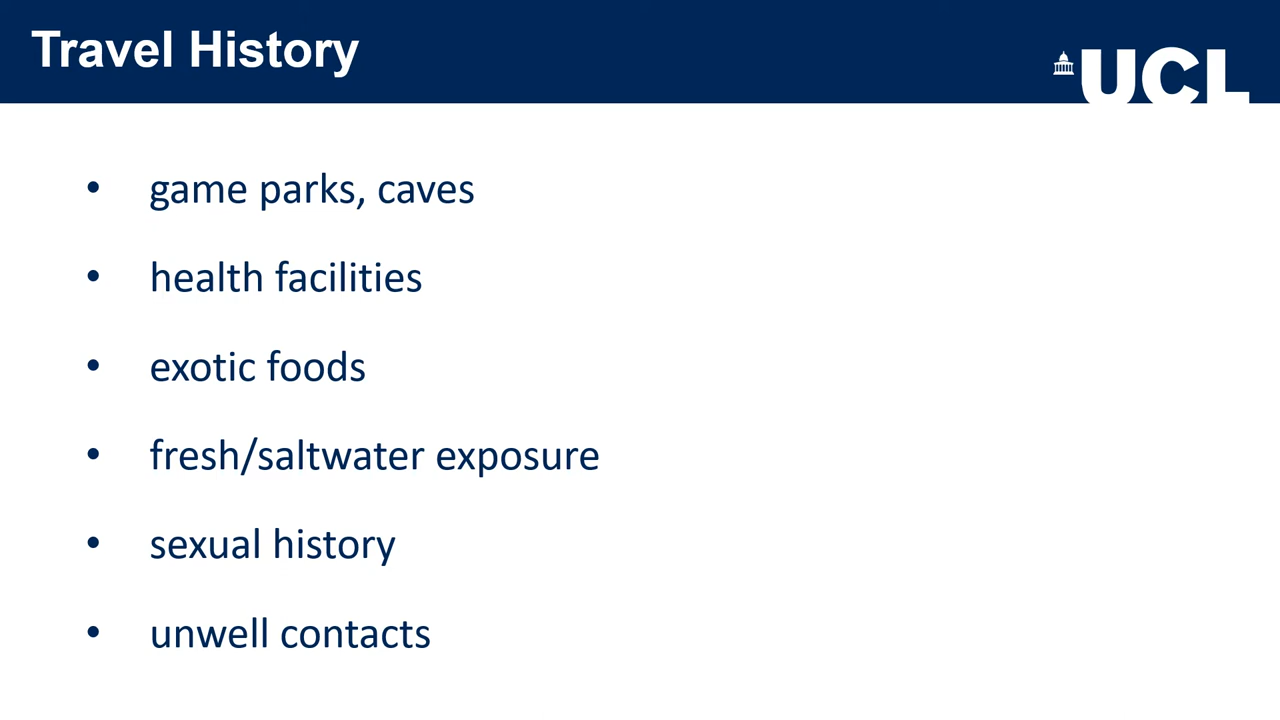 Travel History
UCL
• game parks, caves
• health facilities
• exotic foods
• fresh/saltwater exposure
• sexual history
• unwell contacts